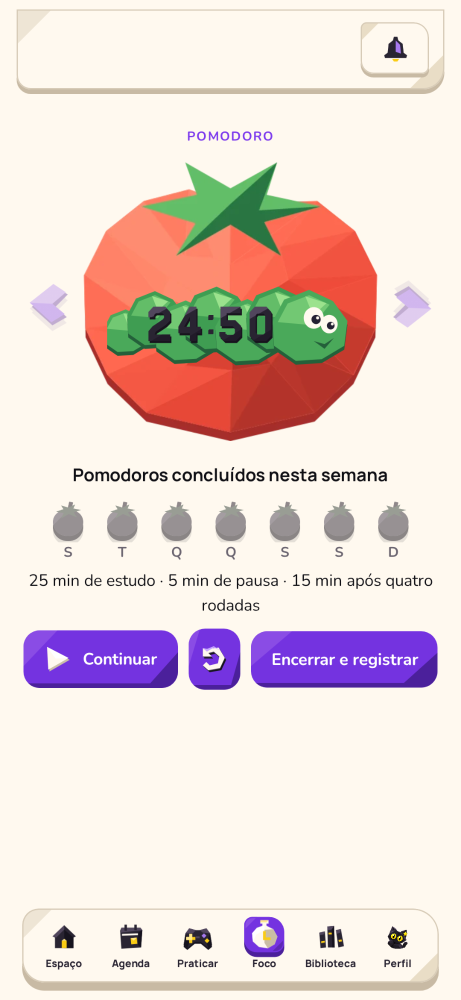 POMODORO
24:50
Pomodoros concluídos nesta semana
S T Q Q S S D
25 min de estudo · 5 min de pausa · 15 min após quatro
rodadas
Continuar
Encerrar e registrar
Espaço Agenda Praticar Foco Biblioteca Perfil